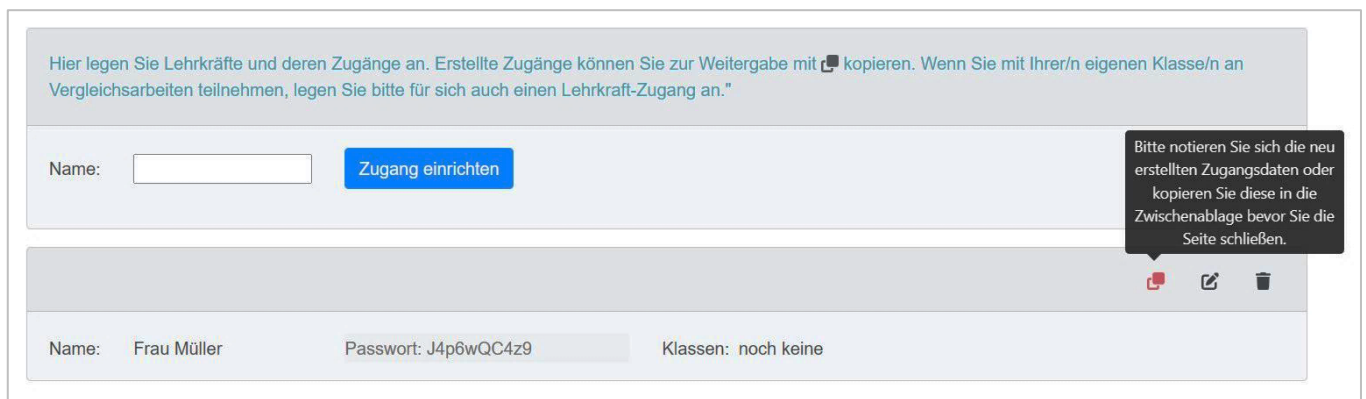 Hier legen Sie Lehrkräfte und deren Zugänge an. Erstellte Zugänge können Sie zur Weitergabe mit kopieren. Wenn Sie mit Ihrer/n eigenen Klasse/n an
Vergleichsarbeiten teilnehmen, legen Sie bitte für sich auch einen Lehrkraft-Zugang an."
Name: Zugang einrichten
Bitte notieren Sie sich die neu
erstellten Zugangsdaten oder
kopieren Sie diese in die
Zwischenablage bevor Sie die
Seite schließen.
Name: Frau Müller Passwort: J4p6wQC4z9 Klassen: noch keine